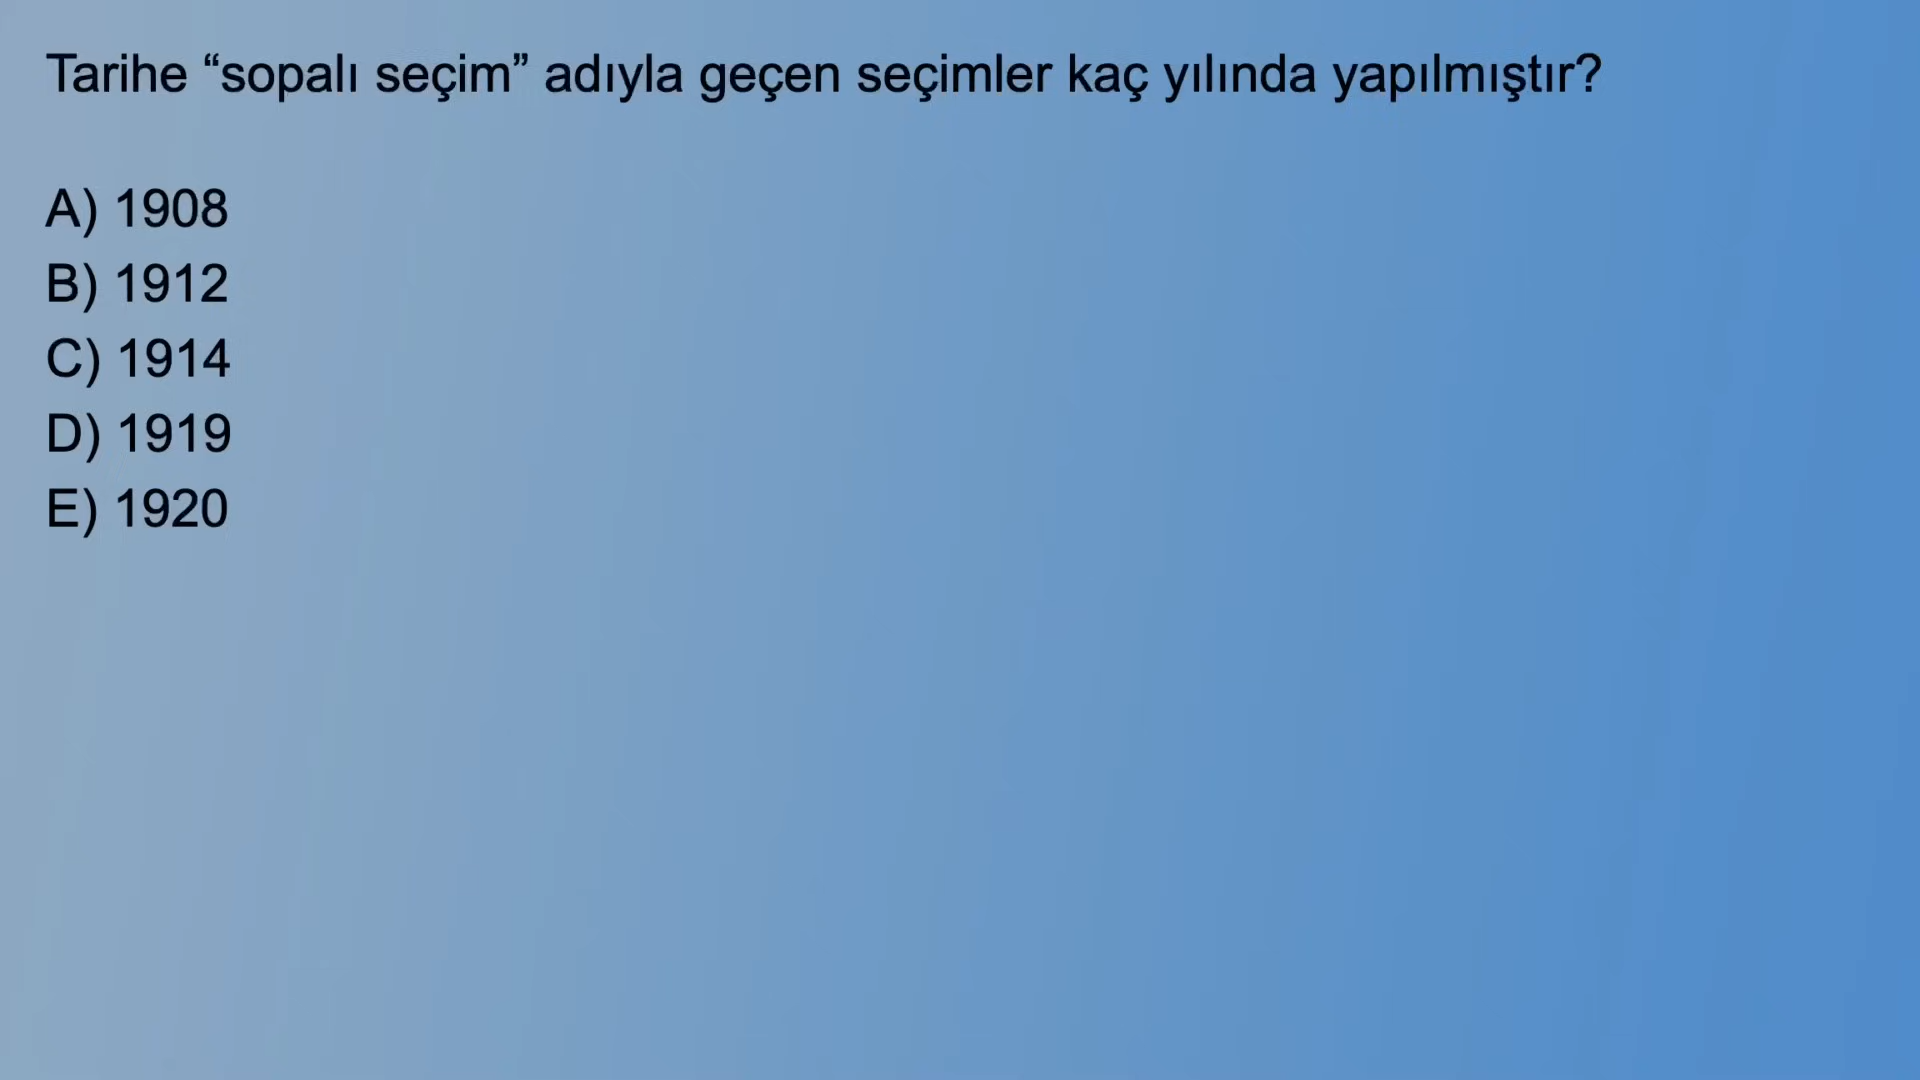 Tarihe “sopalı seçim” adıyla geçen seçimler kaç yılında yapılmıştır?
A) 1908
B) 1912
C) 1914
D) 1919
E) 1920